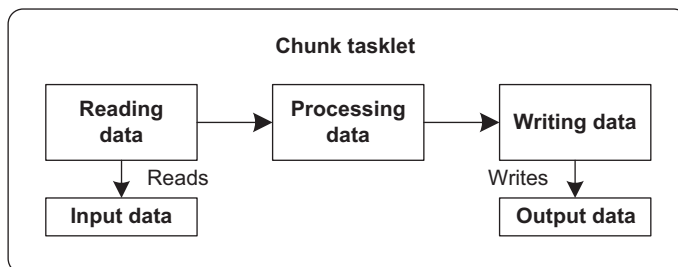 Chunk tasklet
Reading
data
Processing
data
Writing data
Reads
Writes
Input data
Output data